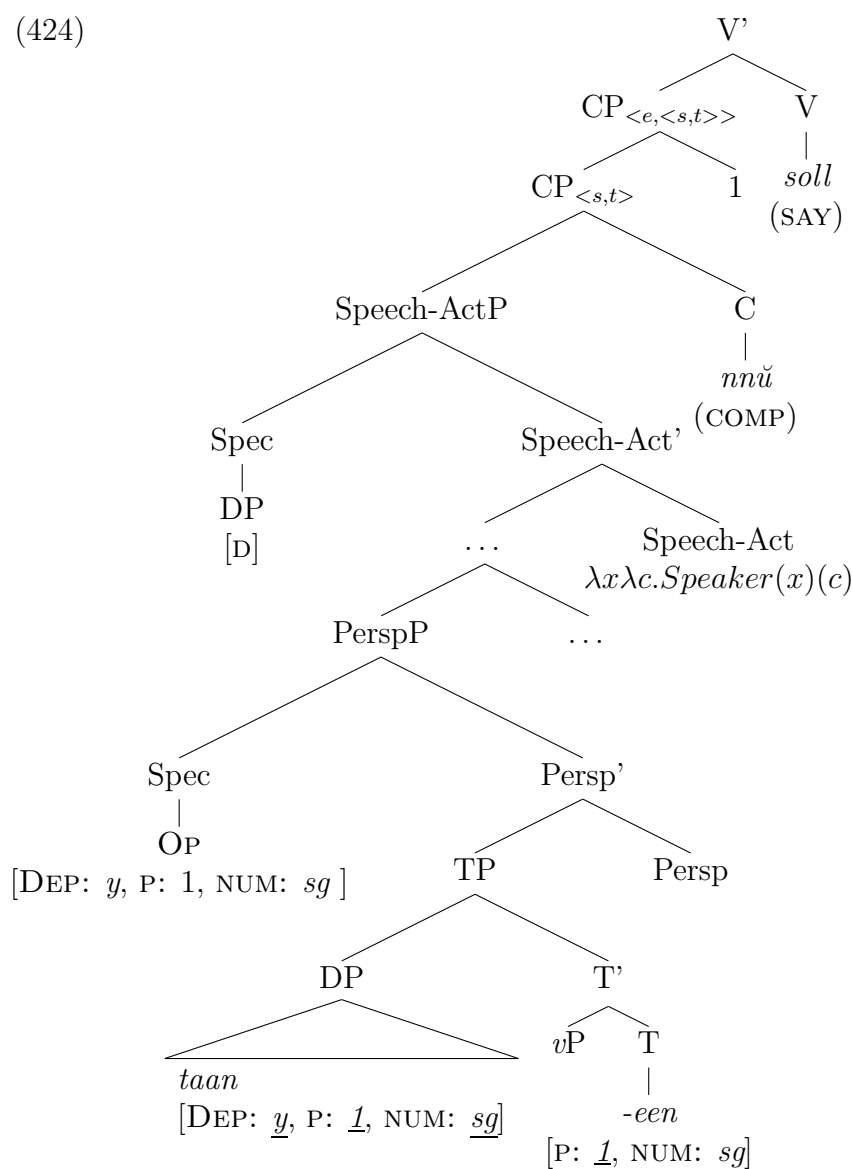 (424)
V’
CP<e,<s,t>> V
CP<s,t> 1 soll
(SAY)
Speech-ActP C
nnŭ
(COMP)
Spec Speech-Act’
DP
[D] … Speech-Act
λxλc.Speaker(x)(c)
PerspP …
Spec Persp’
OP
[DEP: y, P: 1, NUM: sg ] TP Persp
DP T’
vP T
taan
[DEP: y, P: 1, NUM: sg] -een
[P: 1, NUM: sg]